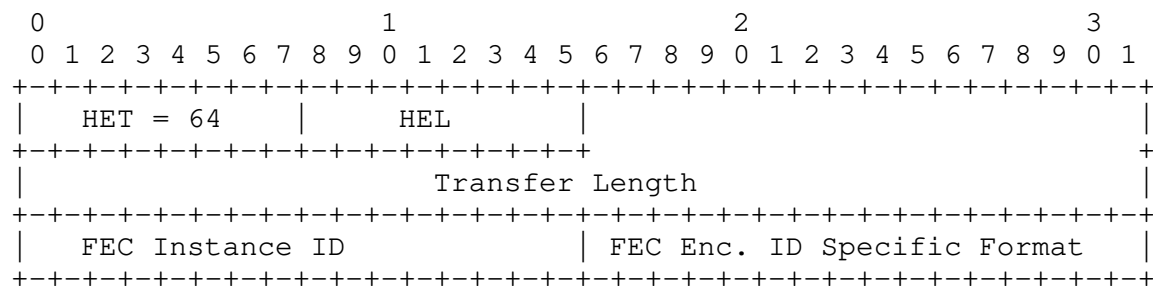 0                   1                   2                   3
 0 1 2 3 4 5 6 7 8 9 0 1 2 3 4 5 6 7 8 9 0 1 2 3 4 5 6 7 8 9 0 1
+-+-+-+-+-+-+-+-+-+-+-+-+-+-+-+-+-+-+-+-+-+-+-+-+-+-+-+-+-+-+-+-+
|   HET = 64    |     HEL       |                               |
+-+-+-+-+-+-+-+-+-+-+-+-+-+-+-+-+                               +
|                       Transfer Length                         |
+-+-+-+-+-+-+-+-+-+-+-+-+-+-+-+-+-+-+-+-+-+-+-+-+-+-+-+-+-+-+-+-+
|   FEC Instance ID             | FEC Enc. ID Specific Format   |
+-+-+-+-+-+-+-+-+-+-+-+-+-+-+-+-+-+-+-+-+-+-+-+-+-+-+-+-+-+-+-+-+